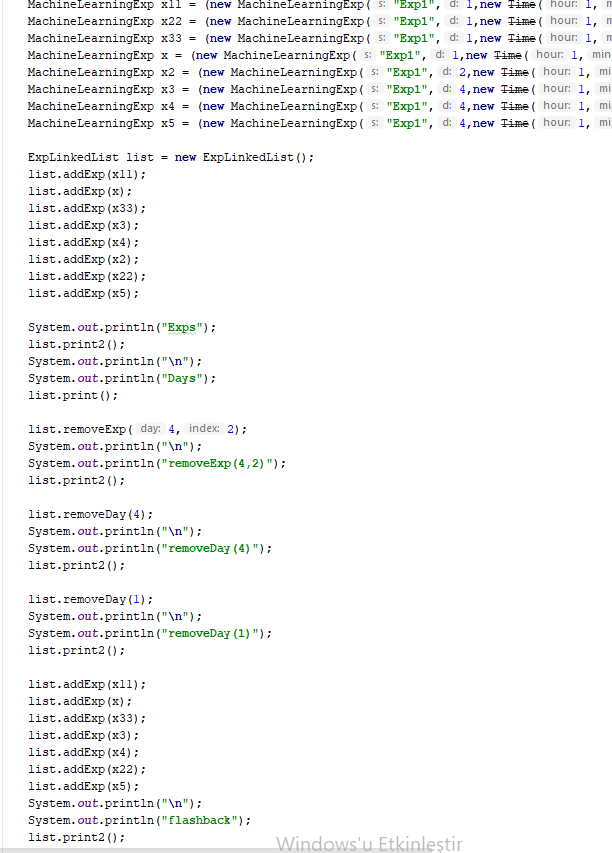 MachineLearningExp x11 = (new MachineLearningExp( s: "Exp1", d: 1,new Time( hour: 1,
MachineLearningExp x22 = (new MachineLearningExp( s: "Exp1", d: 1,new Time( hour: 1,
MachineLearningExp x33 = (new MachineLearningExp( s: "Exp1", d: 1,new Time( hour: 1,
MachineLearningExp x = (new MachineLearningExp( s: "Exp1", d: 1,new Time( hour: 1, min
MachineLearningExp x2 = (new MachineLearningExp( s: "Exp1", d: 2,new Time( hour: 1, mi
MachineLearningExp x3 = (new MachineLearningExp( s: "Exp1", d: 4,new Time( hour: 1, mi
MachineLearningExp x4 = (new MachineLearningExp( s: "Exp1", d: 4,new Time( hour: 1, mi
MachineLearningExp x5 = (new MachineLearningExp( s: "Exp1", d: 4,new Time( hour: 1, mi
ExpLinkedList list = new ExpLinkedList();
list.addExp(x11);
list.addExp(x);
list.addExp(x33);
list.addExp(x3);
list.addExp(x4);
list.addExp(x2);
list.addExp(x22);
list.addExp(x5);
System.out.println("Exps");
list.print2();
System.out.println("\n");
System.out.println("Days");
list.print();
list.removeExp( day: 4, index: 2);
System.out.println("\n");
System.out.println("removeExp(4,2)");
list.print2();
list.removeDay(4);
System.out.println("\n");
System.out.println("removeDay(4)");
list.print2();
list.removeDay(1);
System.out.println("\n");
System.out.println("removeDay(1)");
list.print2();
list.addExp(x11);
list.addExp(x);
list.addExp(x33);
list.addExp(x3);
list.addExp(x4);
list.addExp(x22);
list.addExp(x5);
System.out.println("\n");
System.out.println("flashback");
list.print2();
Windows'u Etkinleştir